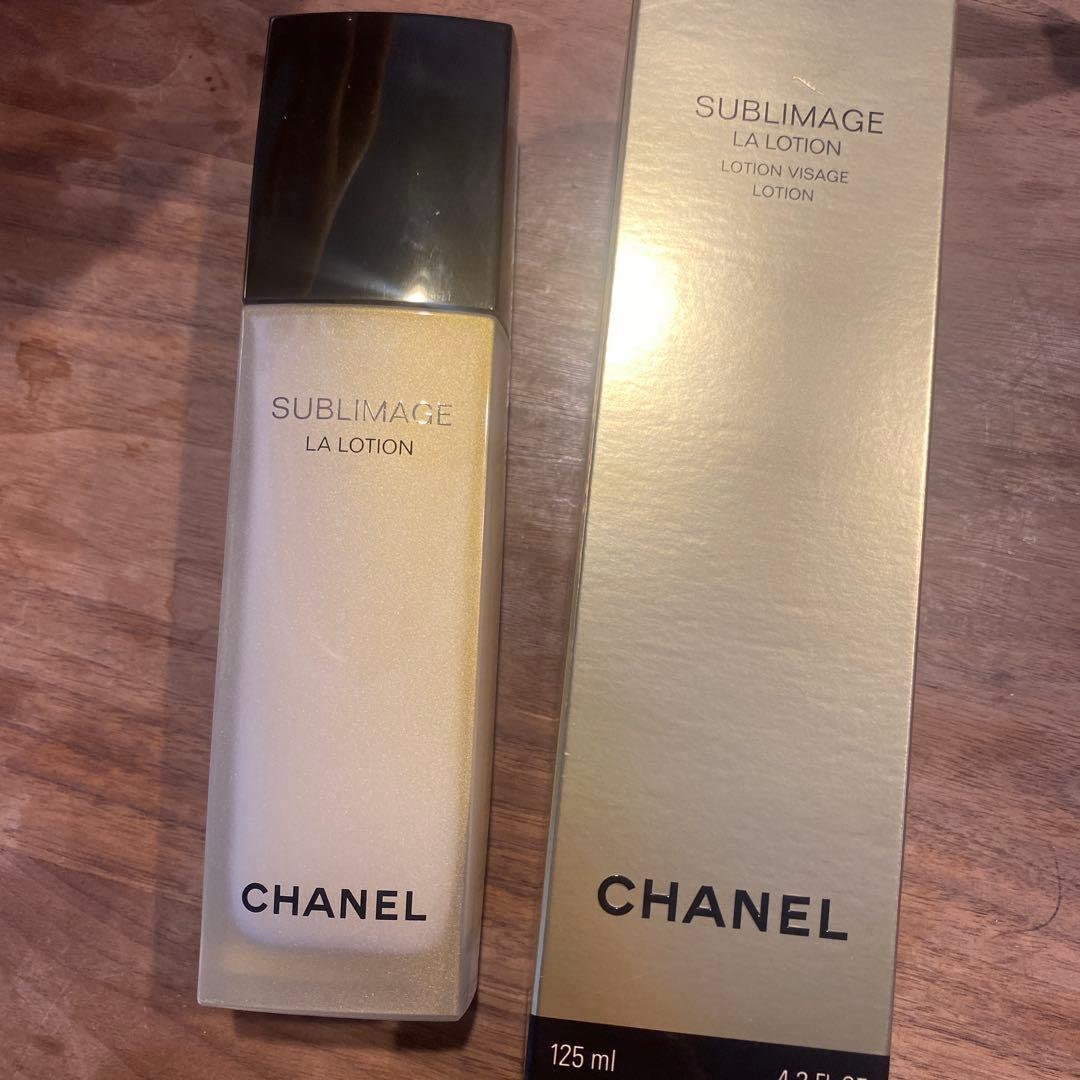 SUBLIMAGE
LA LOTION
CHANEL
SUBLIMAGE
LA LOTION
LOTION VISAGE
LOTION
CHANEL
125 ml